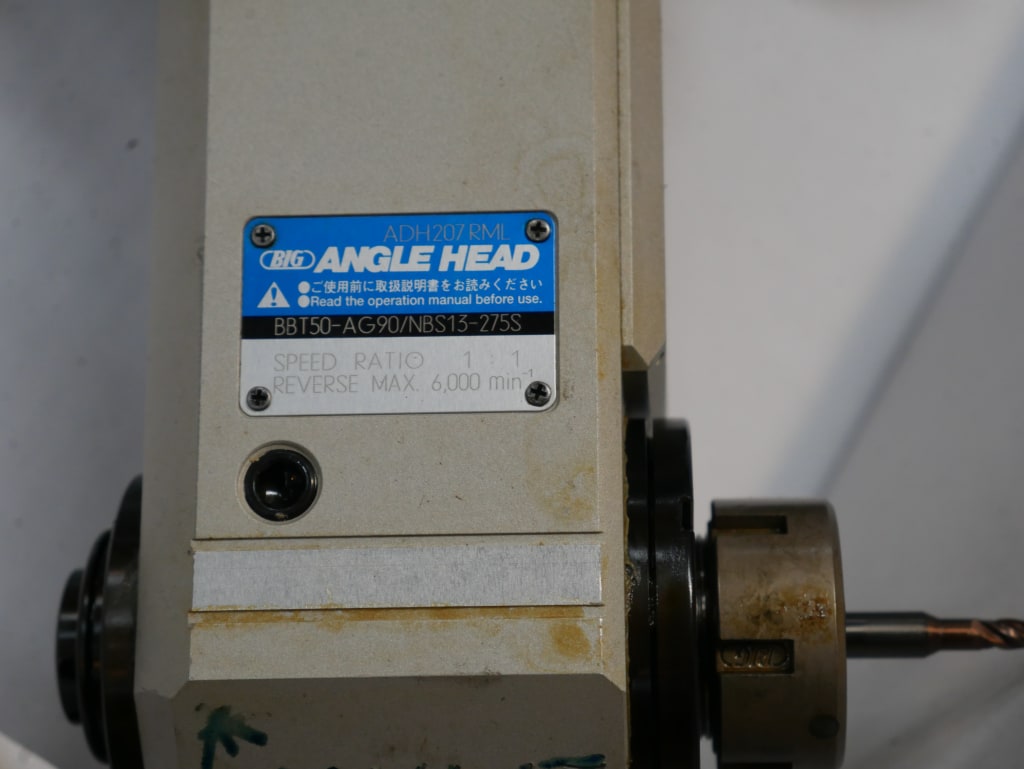 ADH207 RML
BIG ANGLE HEAD
●ご使用前に取扱説明書をお読みください
●Read the operation manual before use.
BBT50-AG90/NBS13-275S
SPEED RATIO 1 : 1
REVERSE MAX. 6,000 min⁻¹